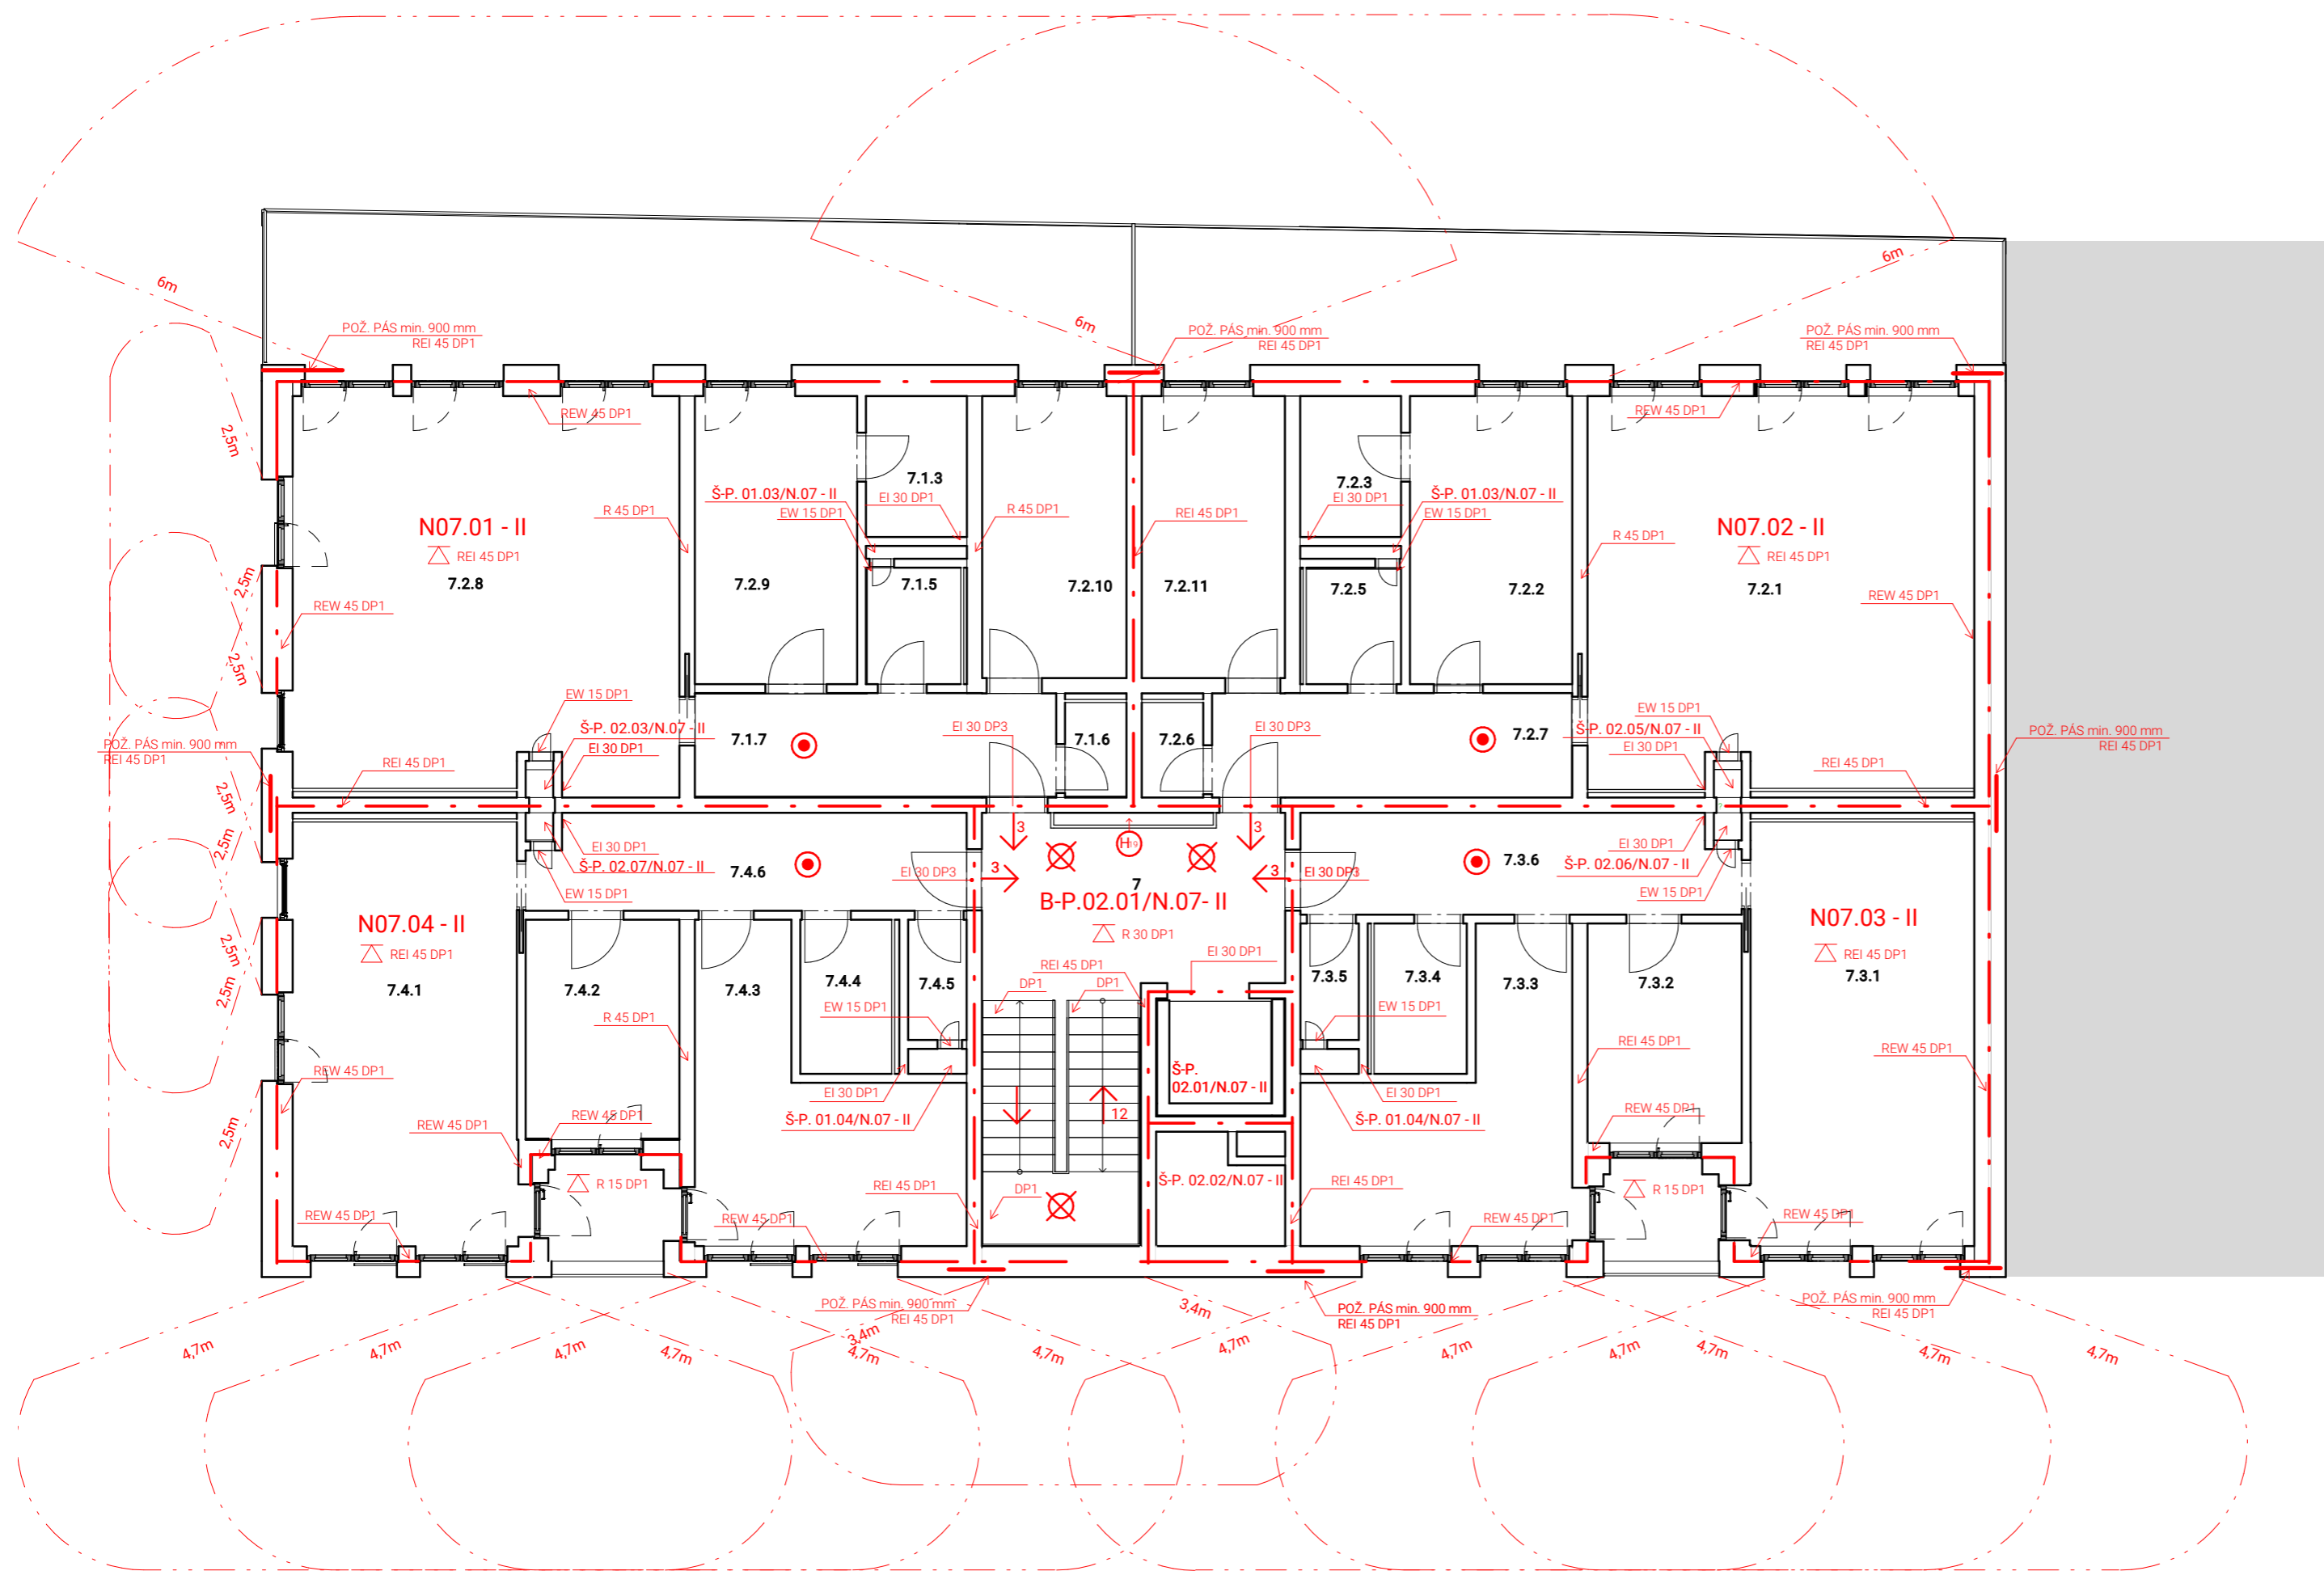 6m
6m
6m
POŽ. PÁS min. 900 mm
REI 45 DP1
POŽ. PÁS min. 900 mm
REI 45 DP1
POŽ. PÁS min. 900 mm
REI 45 DP1
2,5m
REW 45 DP1
REW 45 DP1
7.1.3
7.2.3
Š-P. 01.03/N.07 - II
EI 30 DP1
EW 15 DP1
R 45 DP1
R 45 DP1
REI 45 DP1
EI 30 DP1
Š-P. 01.03/N.07 - II
EW 15 DP1
R 45 DP1
N07.01 - II
REI 45 DP1
7.2.8
N07.02 - II
REI 45 DP1
7.2.1
7.2.9
7.1.5
7.2.10
7.2.11
7.2.5
7.2.2
2,5m
REW 45 DP1
REW 45 DP1
2,5m
EW 15 DP1
Š-P. 02.03/N.07 - II
EI 30 DP1
7.1.7
EI 30 DP3
7.1.6
7.2.6
EI 30 DP3
7.2.7
EW 15 DP1
Š-P. 02.05/N.07 - II
EI 30 DP1
POŽ. PÁS min. 900 mm
REI 45 DP1
POŽ. PÁS min. 900 mm
REI 45 DP1
REI 45 DP1
REI 45 DP1
2,5m
2,5m
3
3
H19
EI 30 DP1
Š-P. 02.07/N.07 - II
EW 15 DP1
7.4.6
EI 30 DP3
3
7
3
EI 30 DP3
7.3.6
EI 30 DP1
Š-P. 02.06/N.07 - II
EW 15 DP1
B-P.02.01/N.07- II
R 30 DP1
N07.04 - II
REI 45 DP1
7.4.1
N07.03 - II
REI 45 DP1
7.3.1
2,5m
2,5m
EI 30 DP1
REI 45 DP1
DP1
DP1
7.4.2
7.4.3
7.4.4
7.4.5
7.3.5
7.3.4
7.3.3
7.3.2
EW 15 DP1
EW 15 DP1
R 45 DP1
REI 45 DP1
REW 45 DP1
REW 45 DP1
Š-P.
02.01/N.07 - II
EI 30 DP1
Š-P. 01.04/N.07 - II
EI 30 DP1
Š-P. 01.04/N.07 - II
12
2,5m
REW 45 DP1
REW 45 DP1
REW 45 DP1
R 15 DP1
R 15 DP1
REI 45 DP1
DP1
Š-P. 02.02/N.07 - II
REI 45 DP1
REW 45 DP1
REW 45 DP1
REW 45 DP1
REW 45 DP1
POŽ. PÁS min. 900 mm
REI 45 DP1
POŽ. PÁS min. 900 mm
REI 45 DP1
POŽ. PÁS min. 900 mm
REI 45 DP1
3,4m
3,4m
4,7m
4,7m
4,7m
4,7m
4,7m
4,7m
4,7m
4,7m
4,7m
4,7m
4,7m
4,7m